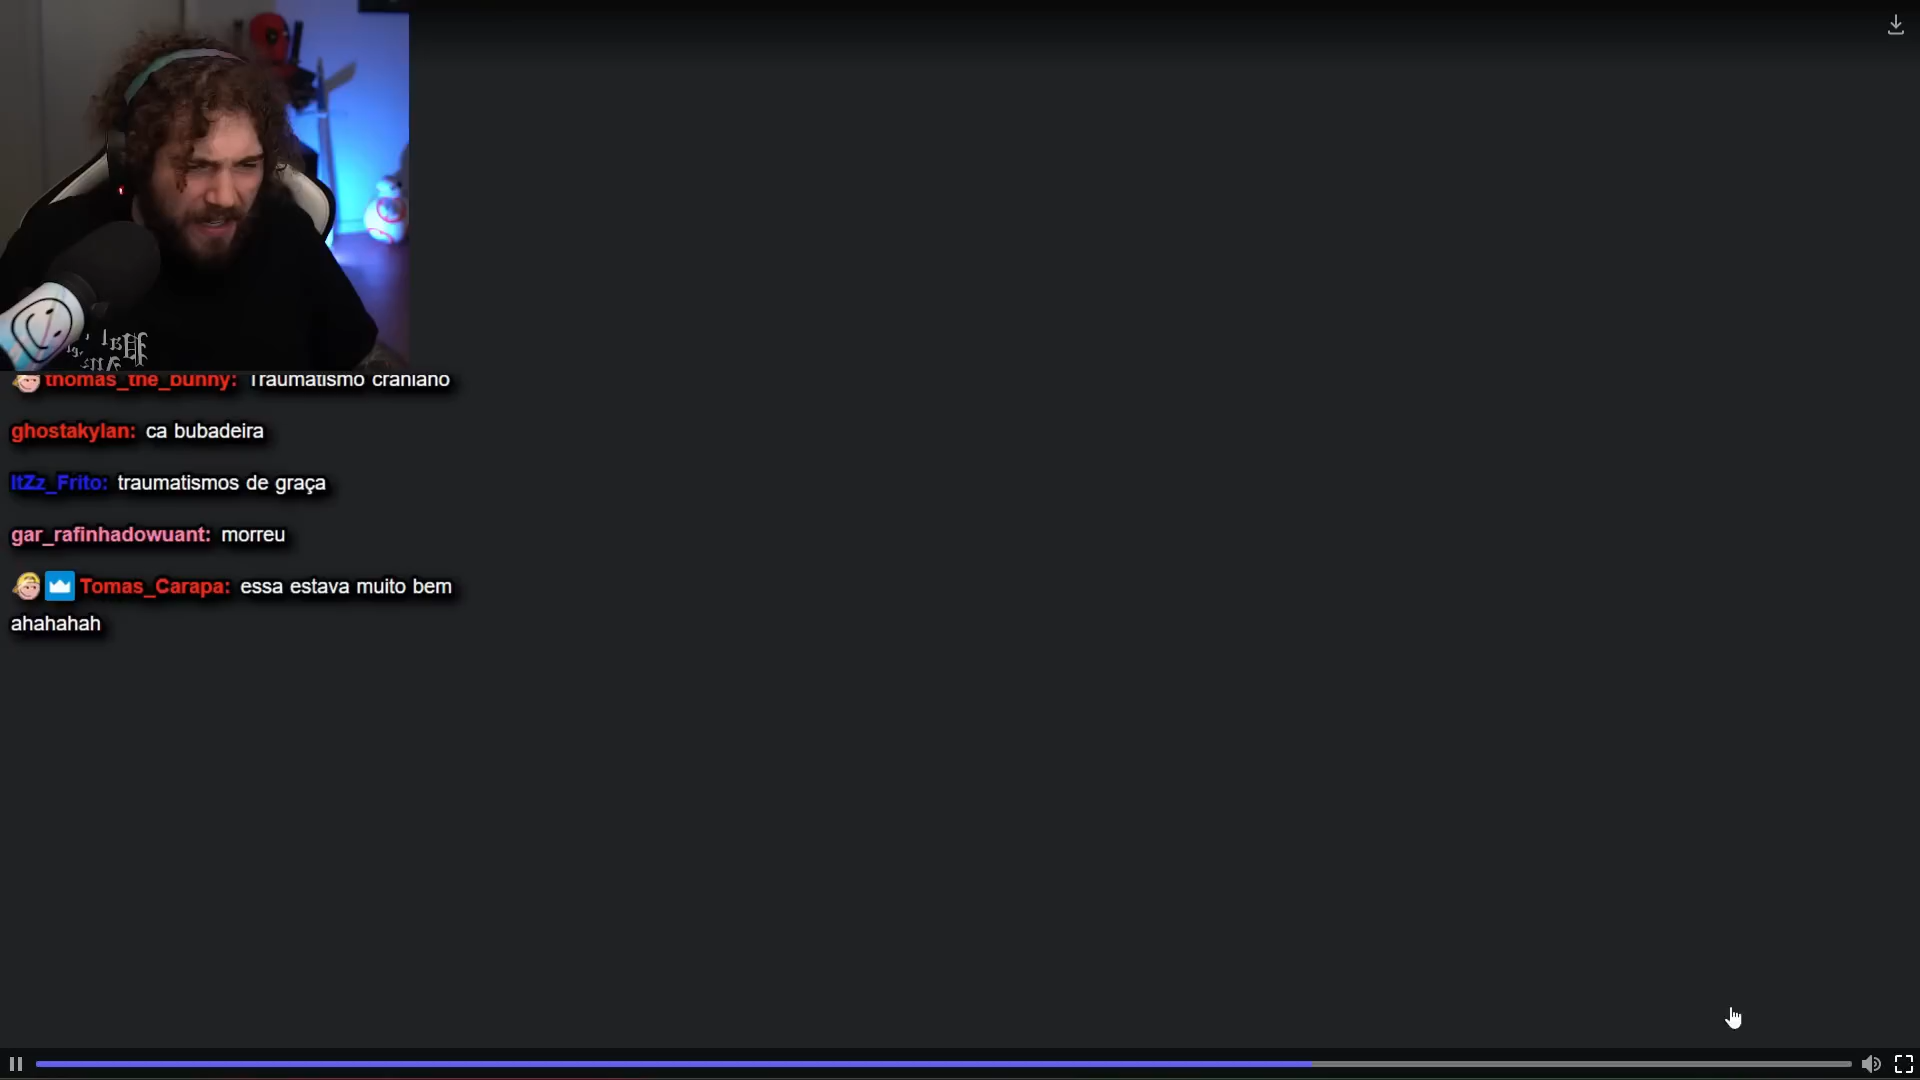 thomas_the_bunny: Traumatismo craniano
ghostakylan: ca bubadeira
ItZz_Frito: traumatismos de graça
gar_rafinhadowuant: morreu
Tomas_Carapa: essa estava muito bem
ahahahah